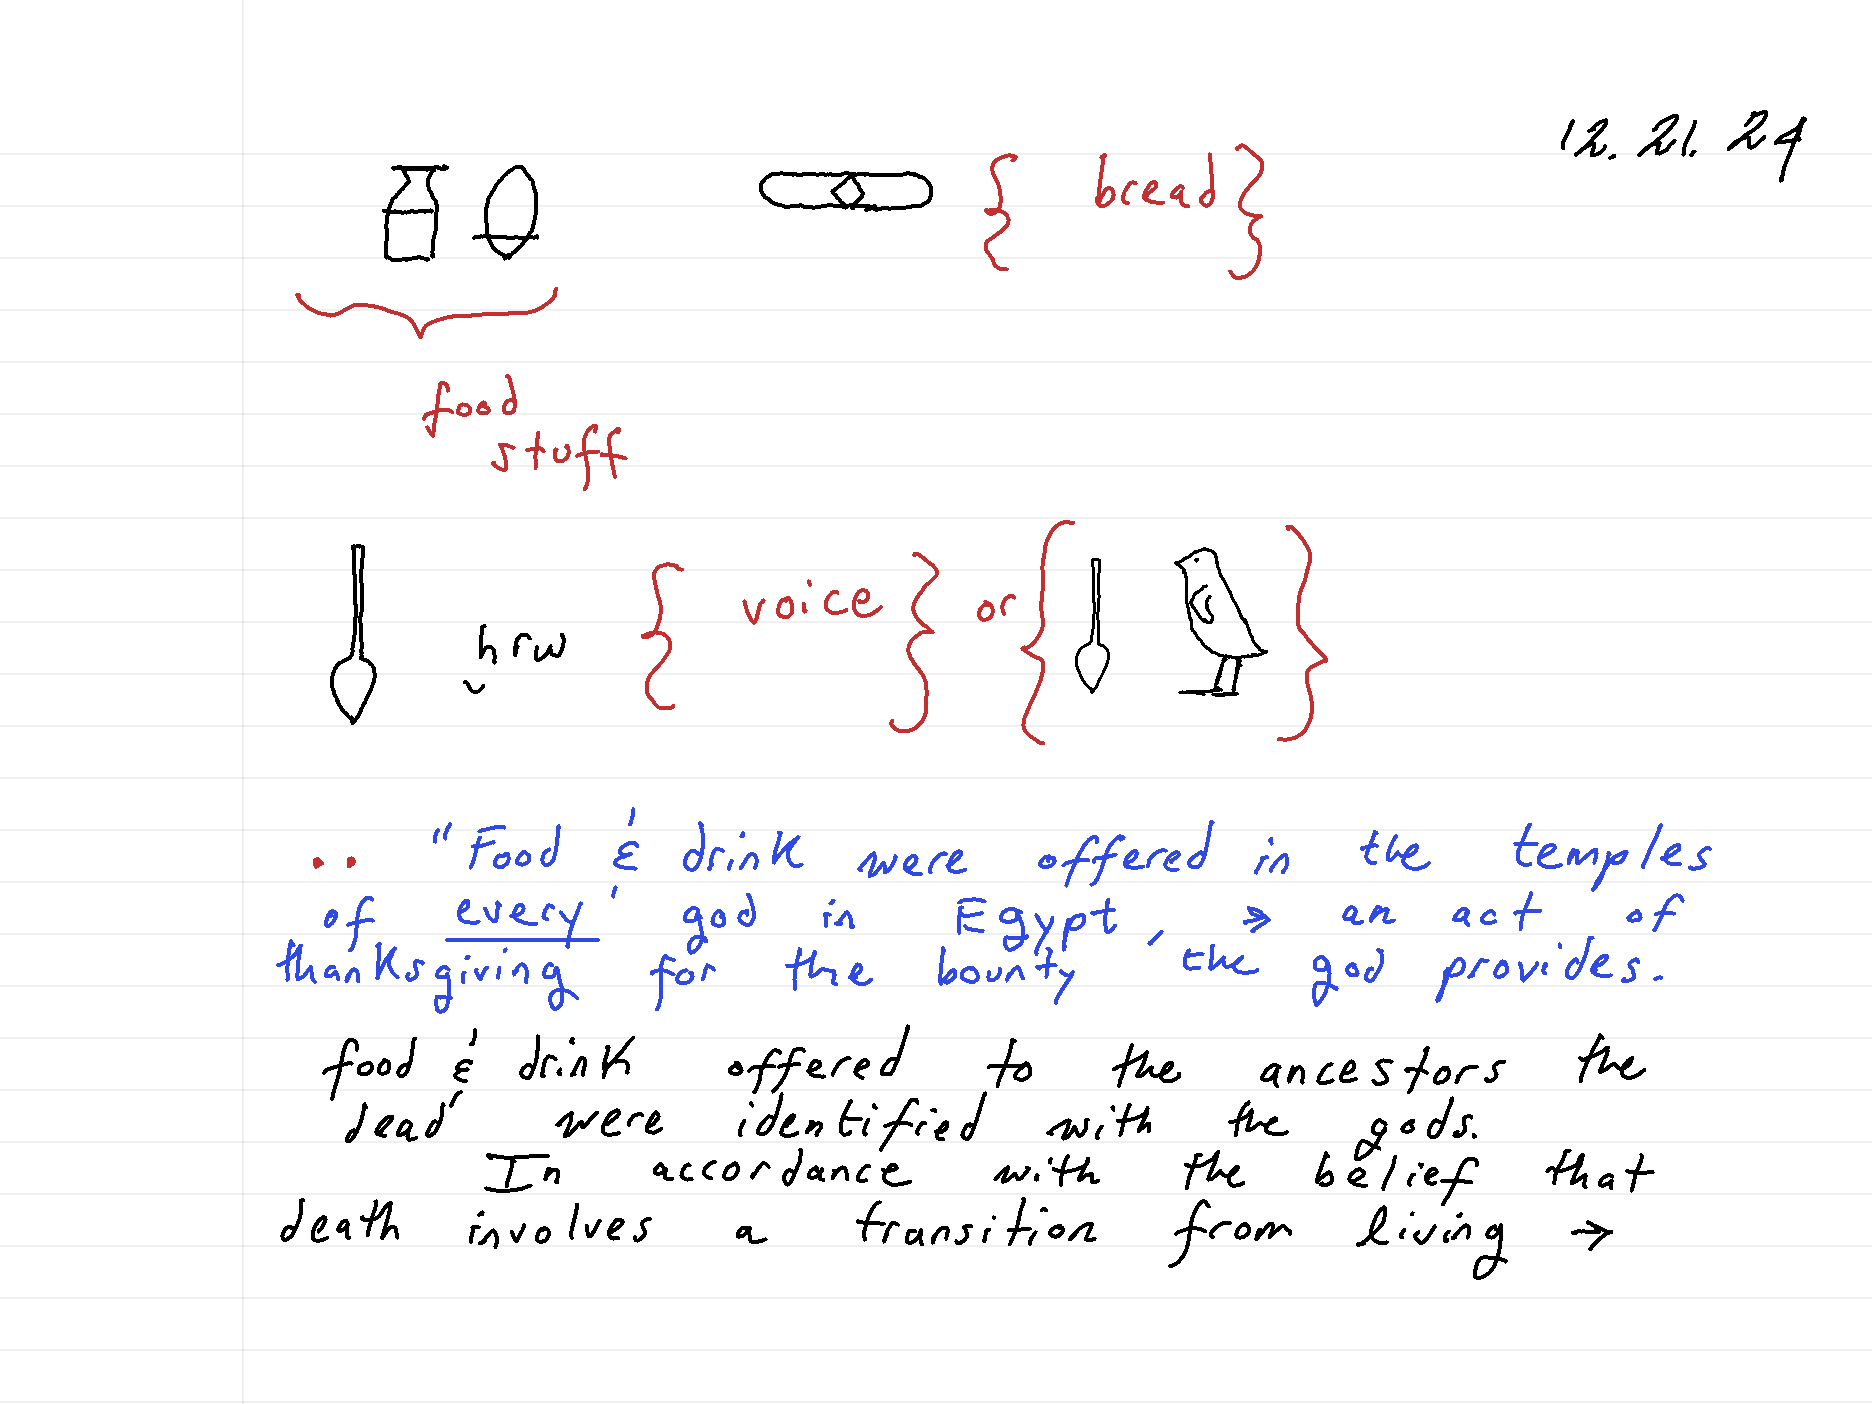 12. 21. 24
{ bread }
food
stuff
ḫrw { voice } or { }
.. "Food & drink were offered in the temples
of every god in Egypt, → an act of
thanksgiving for the bounty the god provides.
food & drink offered to the ancestors the
dead were identified with the gods.
In accordance with the belief that
death involves a transition from living →